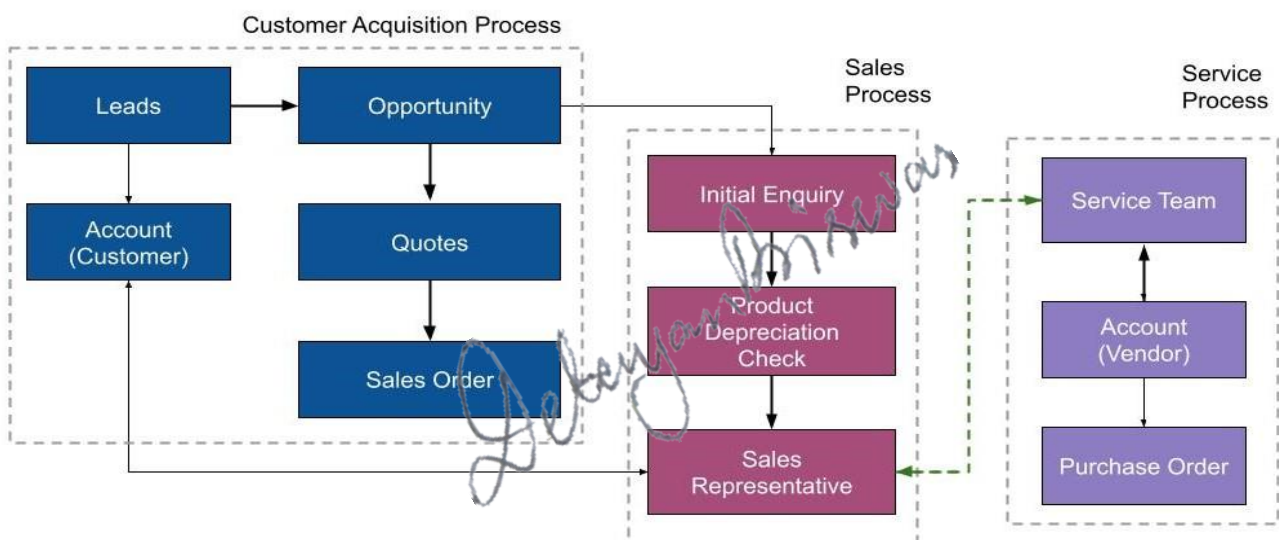 Customer Acquisition Process
Leads
Opportunity
Account
(Customer)
Quotes
Sales Order
Sales
Process
Initial Enquiry
Product
Depreciation
Check
Sales
Representative
Service
Process
Service Team
Account
(Vendor)
Purchase Order